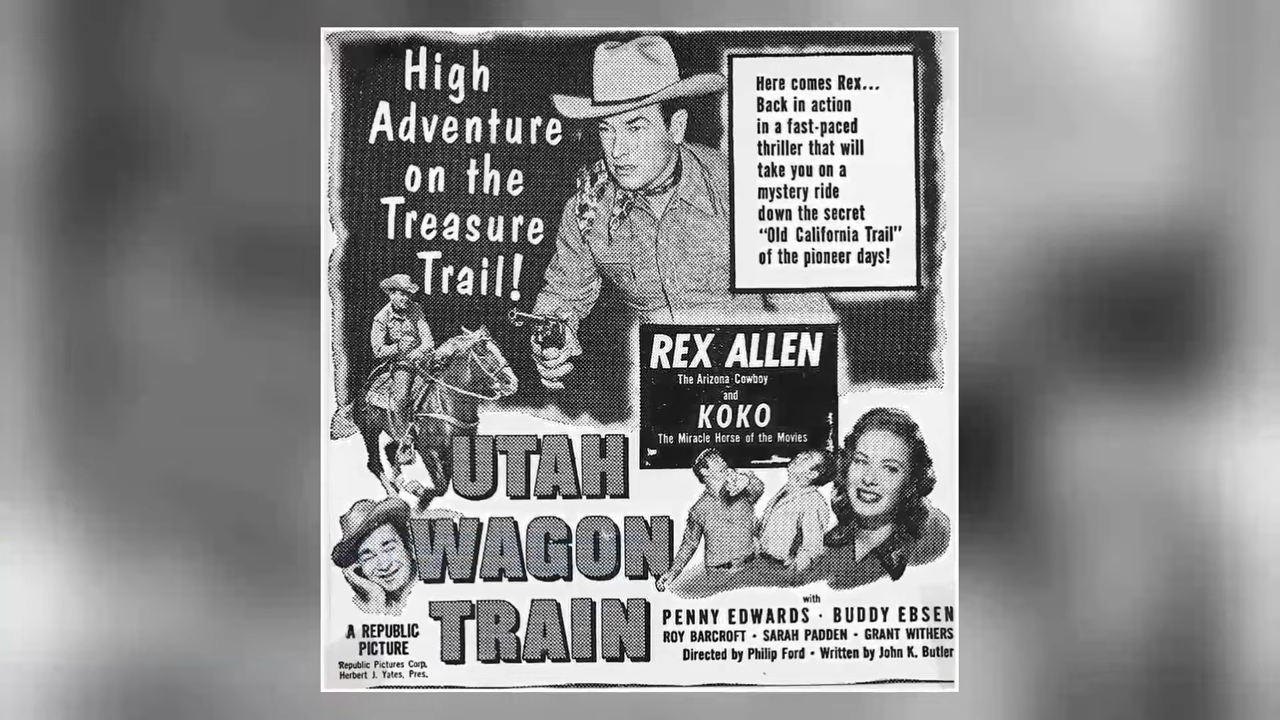 High
Adventure
on the
Treasure
Trail!
Here comes Rex...
Back in action
in a fast-paced
thriller that will
take you on a
mystery ride
down the secret
"Old California Trail"
of the pioneer days!
REX ALLEN
The Arizona Cowboy
and
KOKO
The Miracle Horse of the Movies
UTAH
WAGON
TRAIN
with
PENNY EDWARDS · BUDDY EBSEN
ROY BARCROFT · SARAH PADDEN · GRANT WITHERS
Directed by Philip Ford · Written by John K. Butler
A REPUBLIC
PICTURE
Republic Pictures Corp.
Herbert J. Yates, Pres.